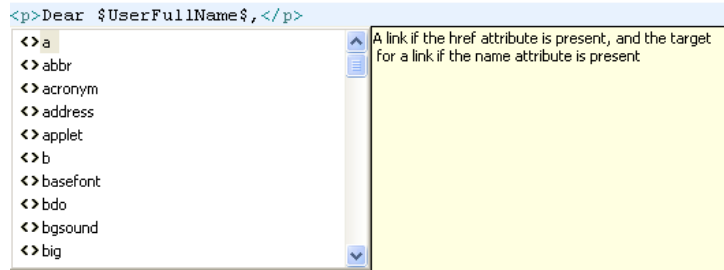 <p>Dear $UserFullName$,</p>
<>a
<>abbr
<>acronym
<>address
<>applet
<>b
<>basefont
<>bdo
<>bgsound
<>big
A link if the href attribute is present, and the target
for a link if the name attribute is present